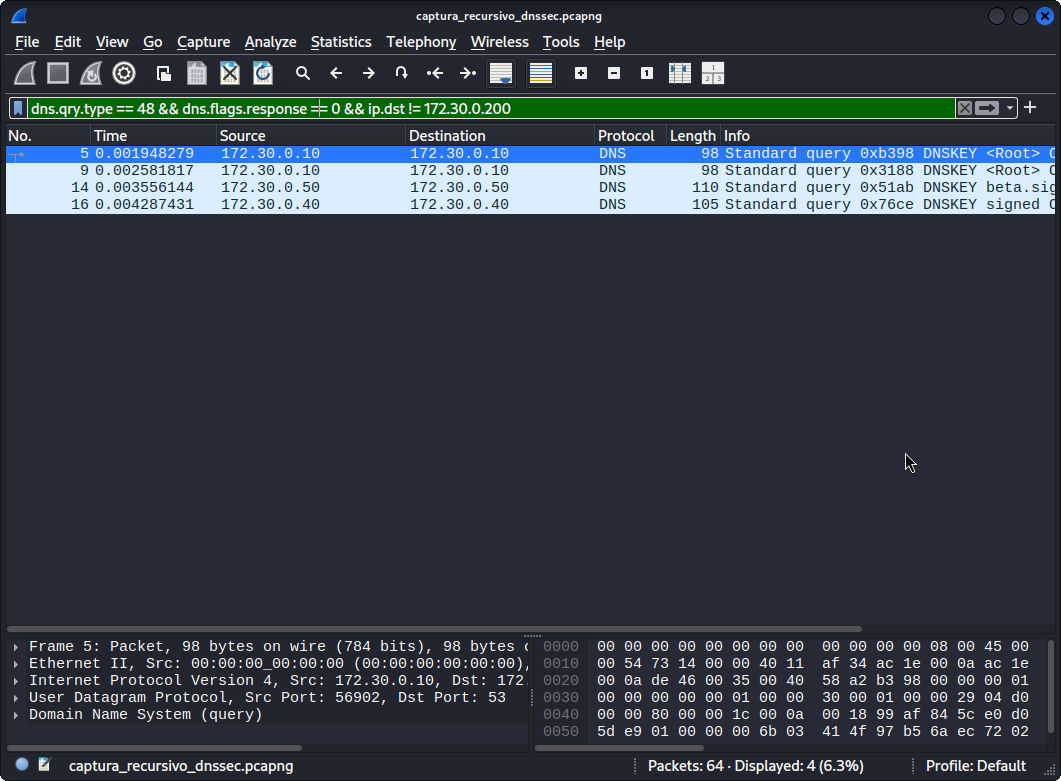 captura_recursivo_dnssec.pcapng
File Edit View Go Capture Analyze Statistics Telephony Wireless Tools Help
dns.qry.type == 48 && dns.flags.response == 0 && ip.dst != 172.30.0.200
No. Time Source Destination Protocol Length Info
5 0.001948279 172.30.0.10 172.30.0.10 DNS 98 Standard query 0xb398 DNSKEY <Root>
9 0.002581817 172.30.0.10 172.30.0.10 DNS 98 Standard query 0x3188 DNSKEY <Root>
14 0.003556144 172.30.0.50 172.30.0.50 DNS 110 Standard query 0x51ab DNSKEY beta.sig
16 0.004287431 172.30.0.40 172.30.0.40 DNS 105 Standard query 0x76ce DNSKEY signed
Frame 5: Packet, 98 bytes on wire (784 bits), 98 bytes
Ethernet II, Src: 00:00:00_00:00:00 (00:00:00:00:00:00),
Internet Protocol Version 4, Src: 172.30.0.10, Dst: 172.
User Datagram Protocol, Src Port: 56902, Dst Port: 53
Domain Name System (query)
0000 00 00 00 00 00 00 00 00 00 00 00 00 08 00 45 00
0010 00 54 73 14 00 00 40 11 af 34 ac 1e 00 0a ac 1e
0020 00 0a de 46 00 35 00 40 58 a2 b3 98 00 00 00 01
0030 00 00 00 00 00 01 00 00 30 00 01 00 00 29 04 d0
0040 00 00 80 00 00 1c 00 0a 00 18 99 af 84 5c e0 d0
0050 5d e9 01 00 00 00 6b 03 41 4f 97 b5 6a ec 72 02
captura_recursivo_dnssec.pcapng
Packets: 64 · Displayed: 4 (6.3%)
Profile: Default